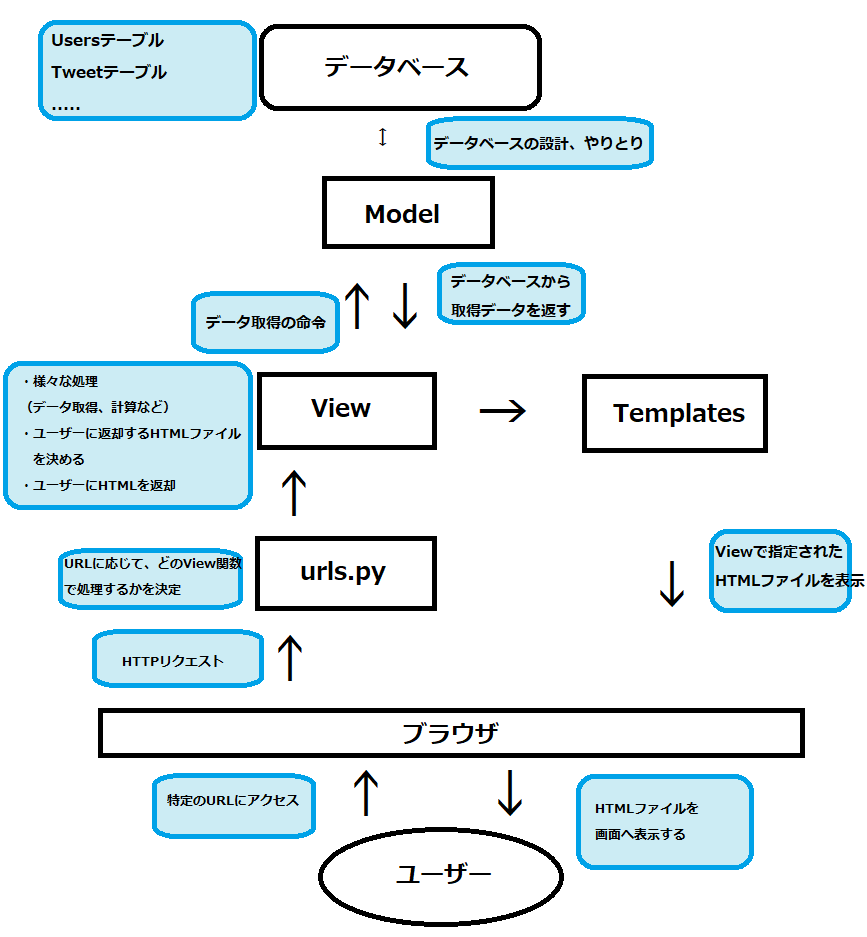 Usersテーブル
Tweetテーブル
.....
データベース
データベースの設計、やりとり
Model
データベースから
取得データを返す
データ取得の命令
・様々な処理
（データ取得、計算など）
・ユーザーに返却するHTMLファイル
を決める
・ユーザーにHTMLを返却
View
Templates
URLに応じて、どのView関数
で処理するかを決定
urls.py
Viewで指定された
HTMLファイルを表示
HTTPリクエスト
ブラウザ
特定のURLにアクセス
HTMLファイルを
画面へ表示する
ユーザー